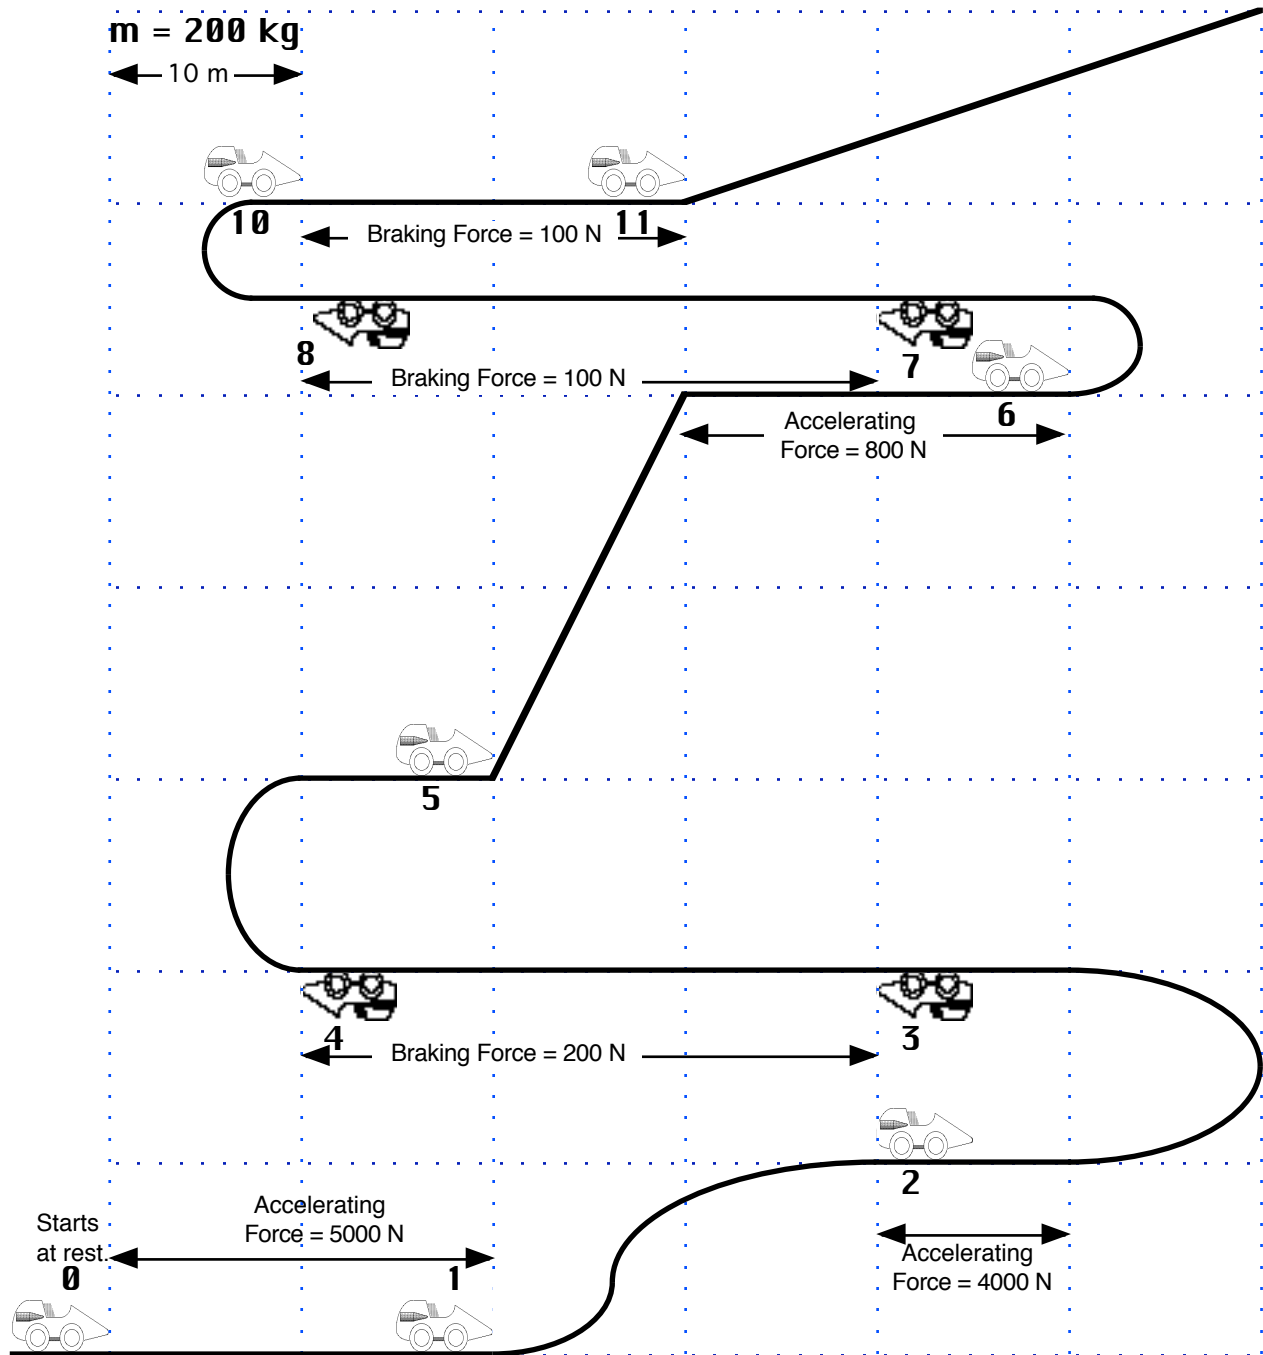 m = 200 kg
10 m
10
11
Braking Force = 100 N
8
7
Braking Force = 100 N
6
Accelerating
Force = 800 N
5
4
3
Braking Force = 200 N
2
Accelerating
Force = 5000 N
Starts
at rest.
Accelerating
Force = 4000 N
0
1